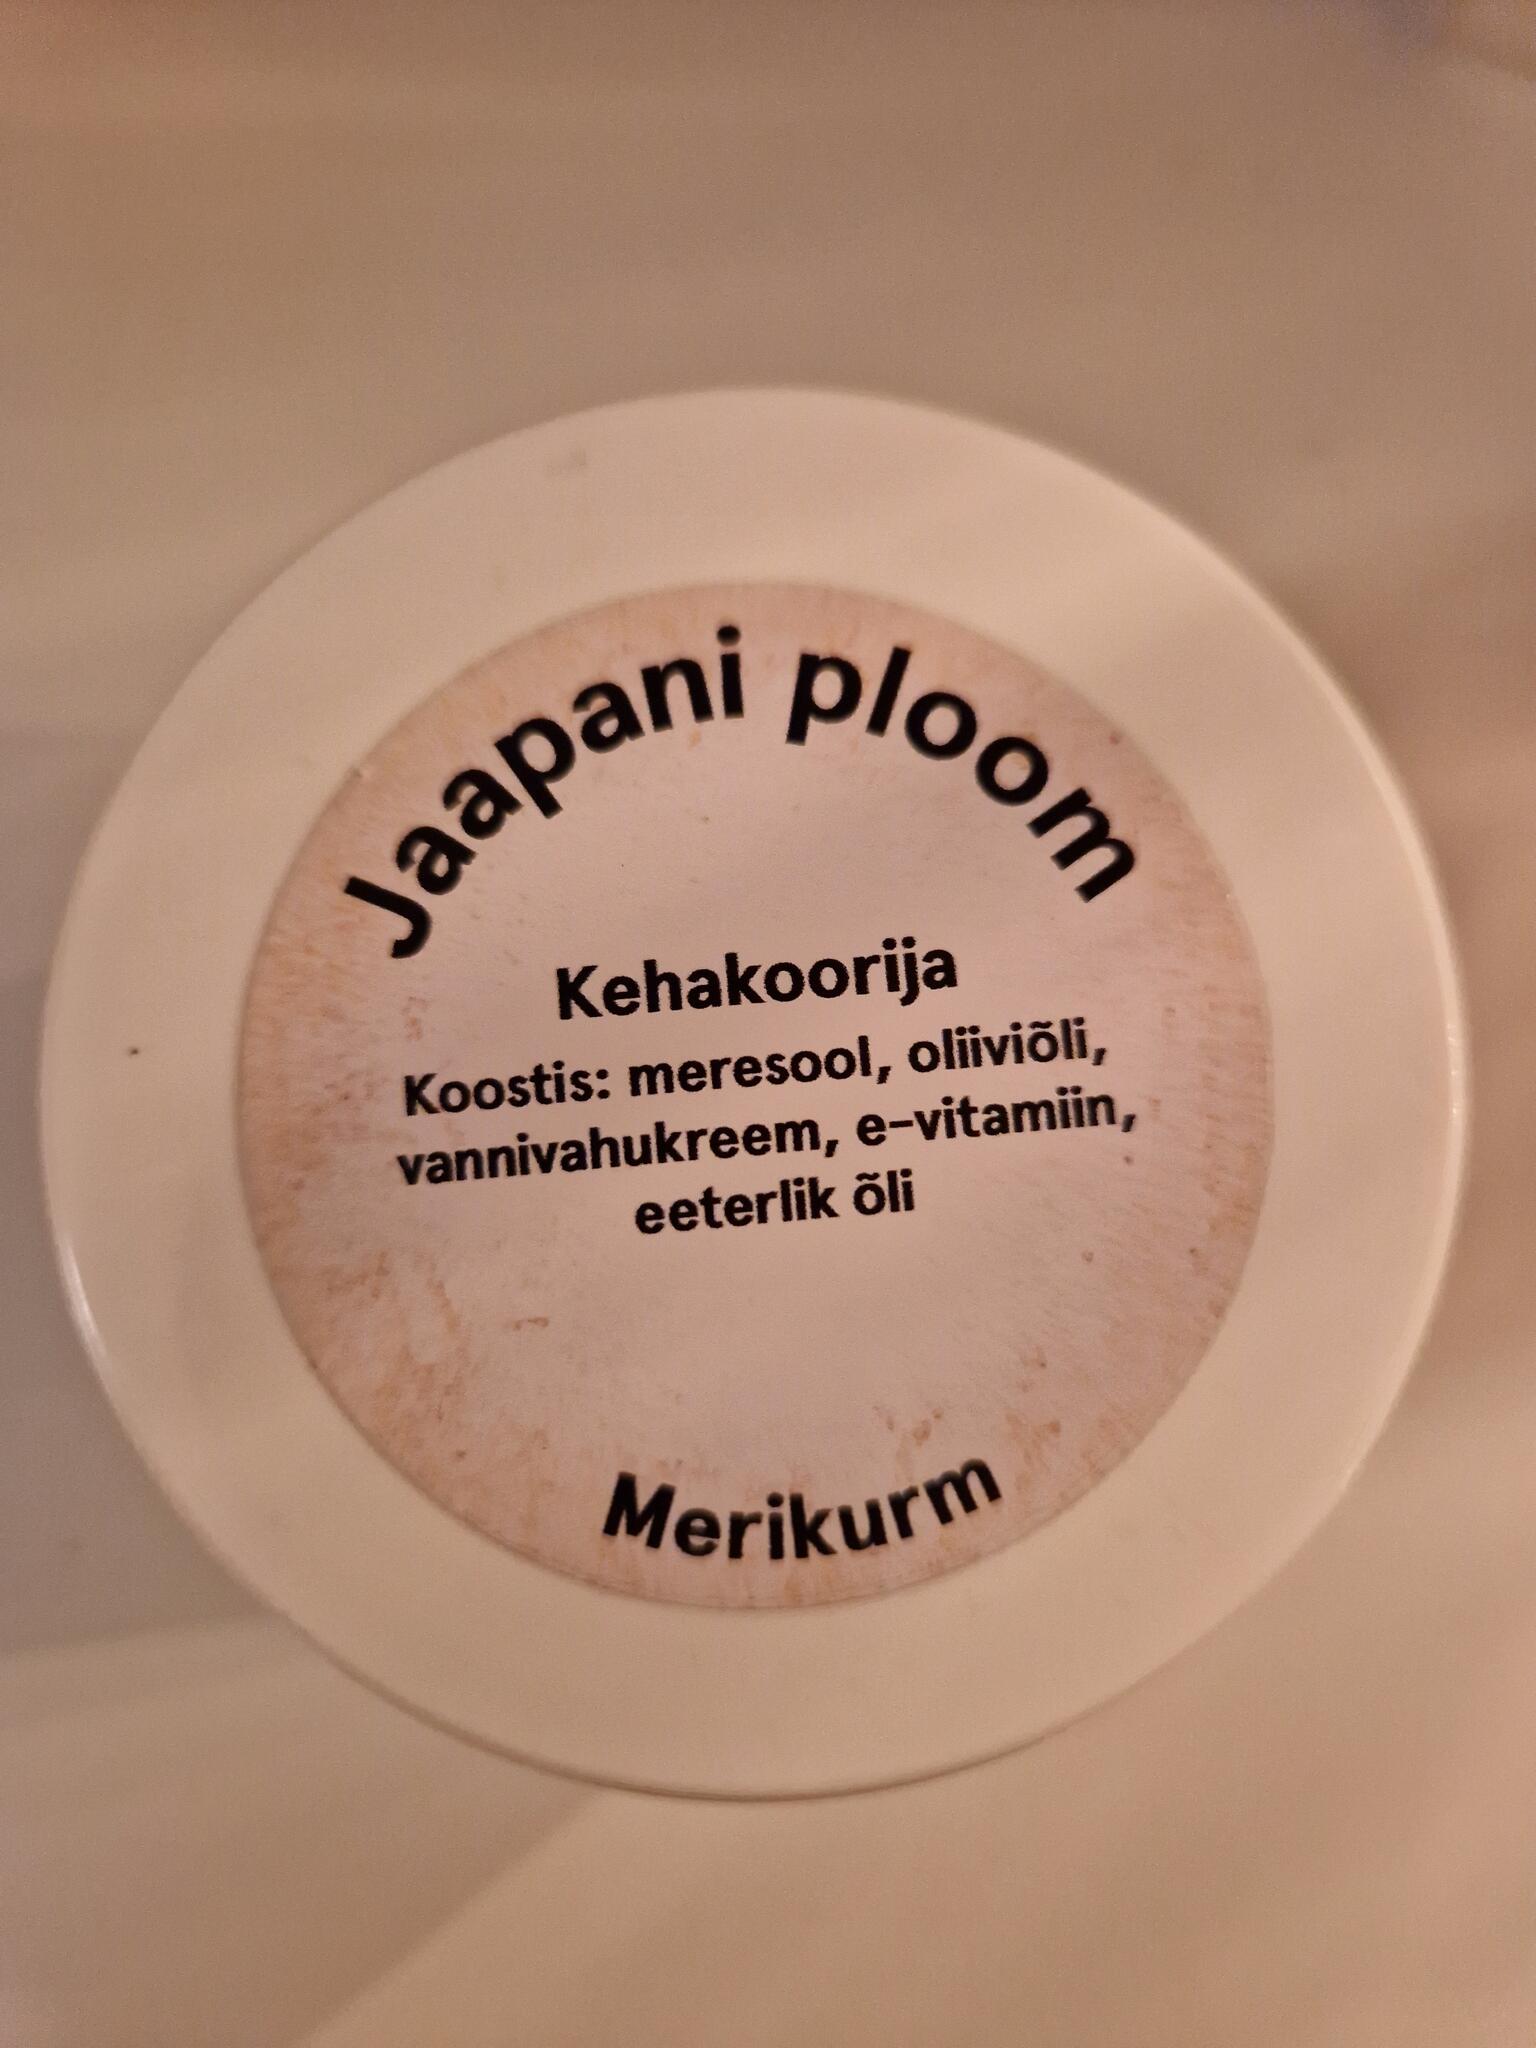 Jaapani ploom
Kehakoorija
Koostis: meresool, oliiviõli,
vannivahukreem, e-vitamiin,
eeterlik õli
Merikurm